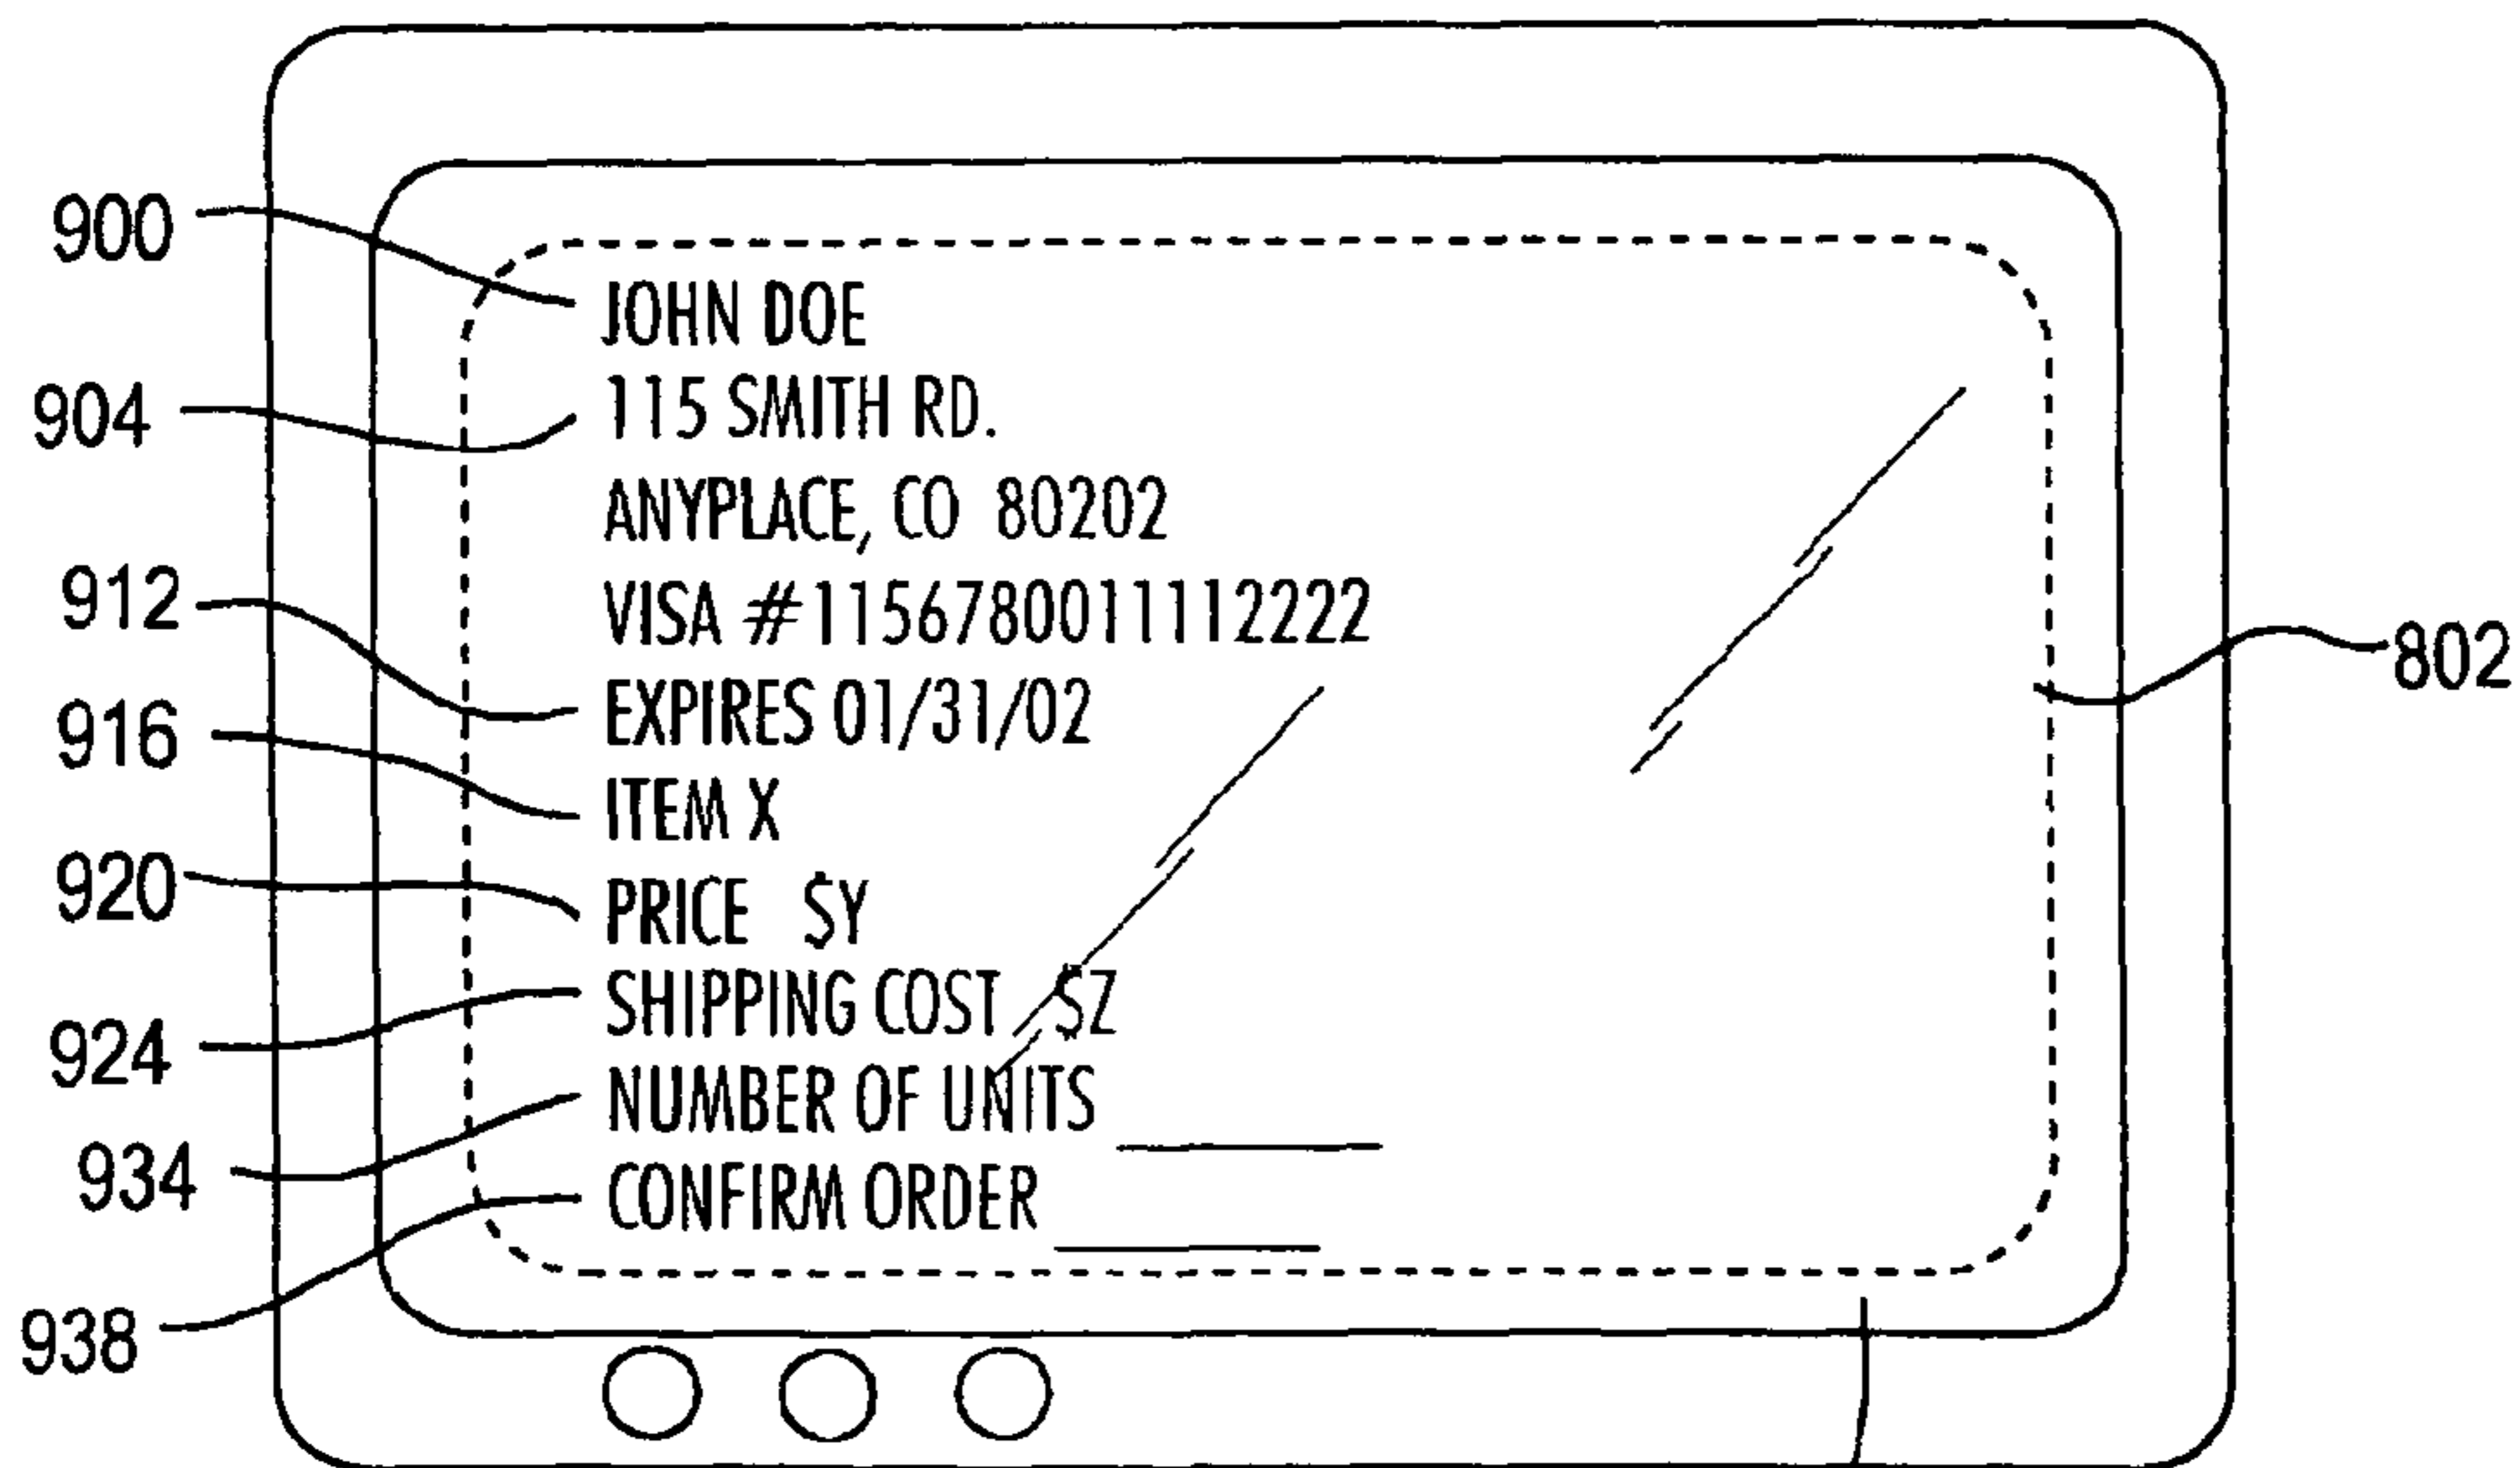 900
JOHN DOE
904
115 SMITH RD.
ANYPLACE, CO 80202
VISA #1156780011112222
912
EXPIRES 01/31/02
802
916
ITEM X
920
PRICE $Y
924
SHIPPING COST $Z
934
NUMBER OF UNITS
938
CONFIRM ORDER